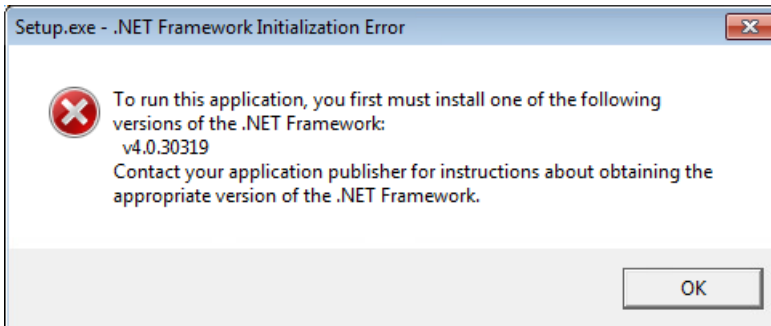 Setup.exe - .NET Framework Initialization Error
To run this application, you first must install one of the following
versions of the .NET Framework:
v4.0.30319
Contact your application publisher for instructions about obtaining the
appropriate version of the .NET Framework.
OK